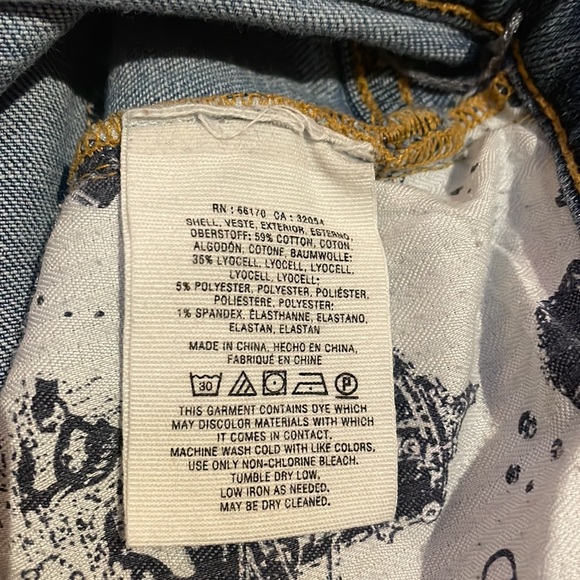 RN : 66170 CA : 32054
SHELL, VESTE, EXTERIOR, ESTERNO,
OBERSTOFF: 59% COTTON, COTON,
ALGODÓN, COTONE, BAUMWOLLE:
35% LYOCELL, LYOCELL, LYOCELL,
LYOCELL, LYOCELL:
5% POLYESTER, POLYESTER, POLIÉSTER,
POLIESTERE, POLYESTER:
1% SPANDEX, ÉLASTHANNE, ELASTANO,
ELASTAN, ELASTAN
MADE IN CHINA, HECHO EN CHINA,
FABRIQUÉ EN CHINE
30 P
THIS GARMENT CONTAINS DYE WHICH
MAY DISCOLOR MATERIALS WITH WHICH
IT COMES IN CONTACT.
MACHINE WASH COLD WITH LIKE COLORS,
USE ONLY NON-CHLORINE BLEACH.
TUMBLE DRY LOW,
LOW IRON AS NEEDED.
MAY BE DRY CLEANED.